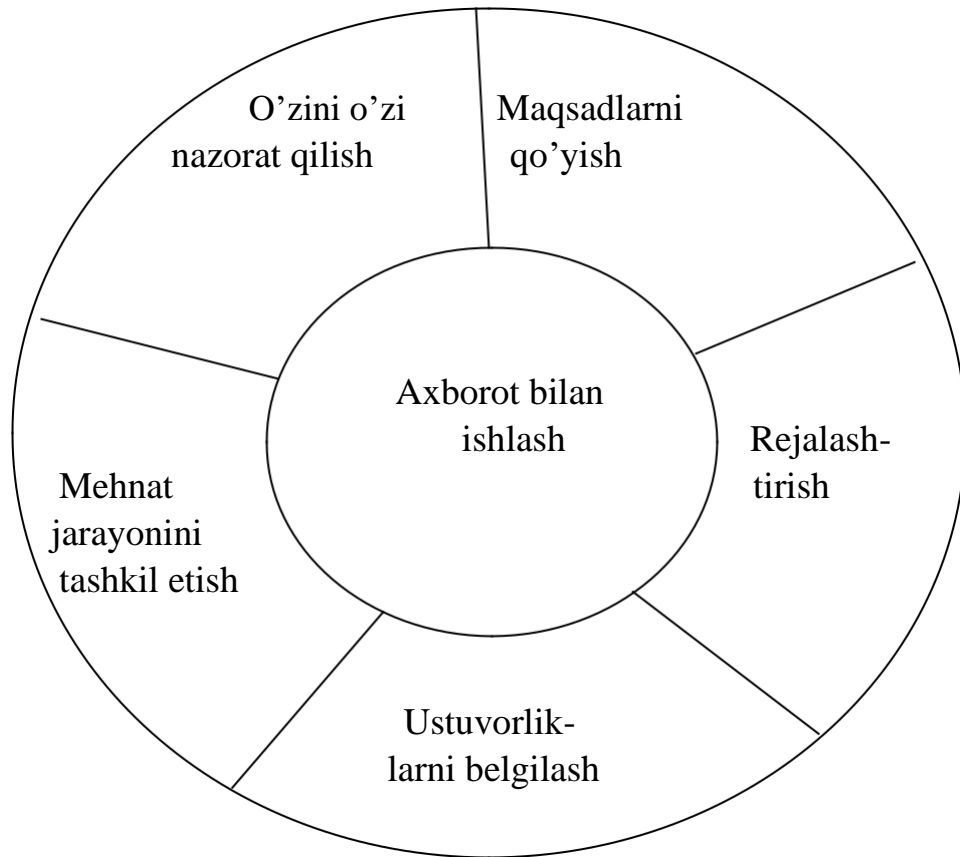 O’zini o’zi
nazorat qilish
Maqsadlarni
qo’yish
Axborot bilan
ishlash
Rejalash-
tirish
Mehnat
jarayonini
tashkil etish
Ustuvorlik-
larni belgilash